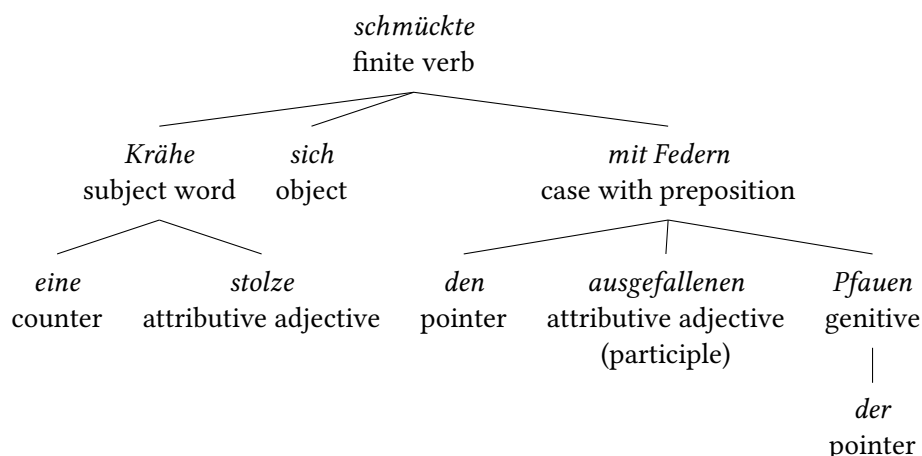 schmückte
finite verb
Krähe sich mit Federn
subject word object case with preposition
eine stolze den ausgefallenen Pfauen
counter attributive adjective pointer attributive adjective genitive
(participle)
der
pointer